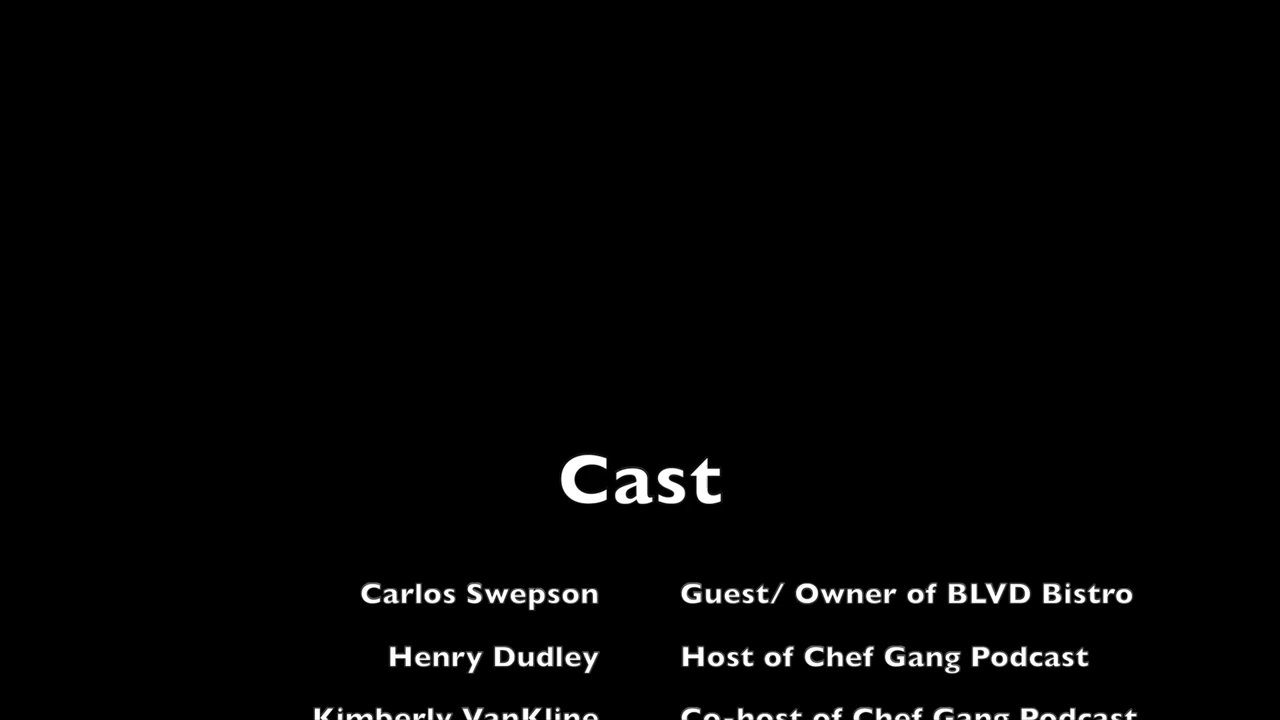 Cast
Carlos Swepson Guest/ Owner of BLVD Bistro
Henry Dudley Host of Chef Gang Podcast
Kimberly VanKline Co-host of Chef Gang Podcast